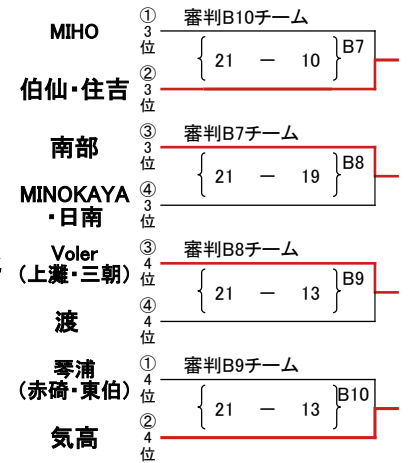 MIHO
①
3
位
審判B10チーム
21 － 10
B7
伯仙・住吉
②
3
位
南部
③
3
位
審判B7チーム
21 － 19
B8
MINOKAYA
・日南
④
3
位
Voler
(上灘・三朝)
③
4
位
審判B8チーム
21 － 13
B9
渡
④
4
位
琴浦
(赤碕・東伯)
①
4
位
審判B9チーム
21 － 13
B10
気高
②
4
位